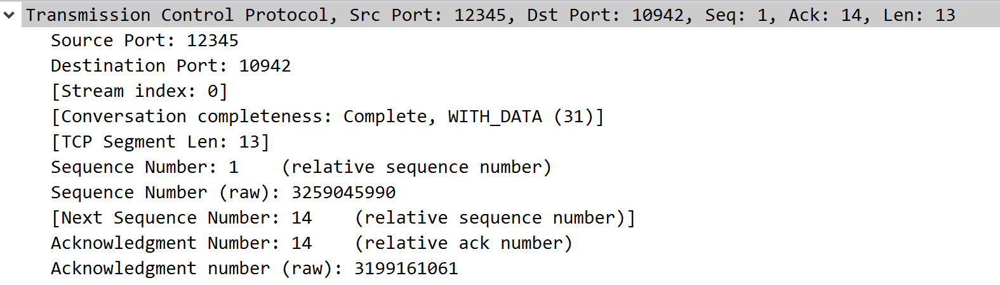 Transmission Control Protocol, Src Port: 12345, Dst Port: 10942, Seq: 1, Ack: 14, Len: 13
Source Port: 12345
Destination Port: 10942
[Stream index: 0]
[Conversation completeness: Complete, WITH_DATA (31)]
[TCP Segment Len: 13]
Sequence Number: 1    (relative sequence number)
Sequence Number (raw): 3259045990
[Next Sequence Number: 14    (relative sequence number)]
Acknowledgment Number: 14    (relative ack number)
Acknowledgment number (raw): 3199161061